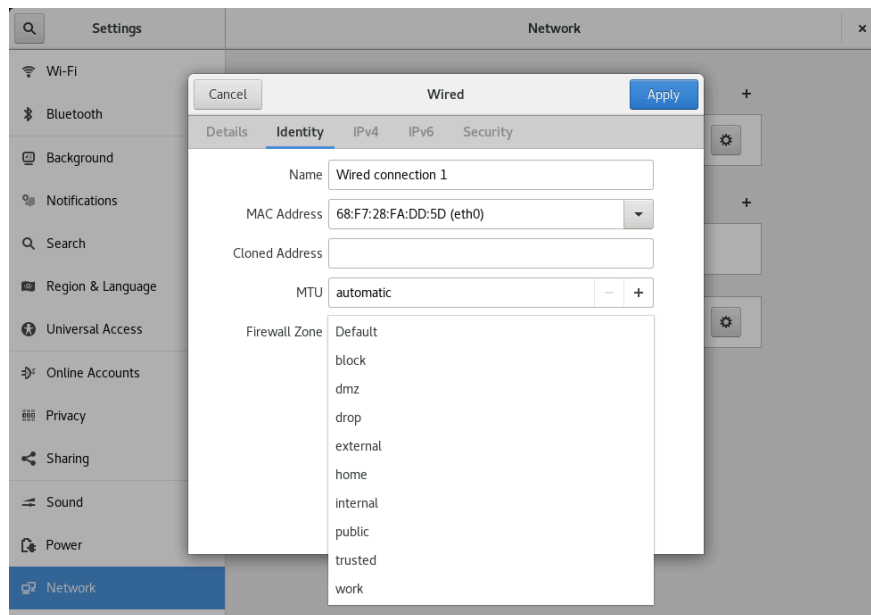 Settings
Network
×
Wi-Fi
Bluetooth
Background
Notifications
Search
Region & Language
Universal Access
Online Accounts
Privacy
Sharing
Sound
Power
Network
Cancel
Wired
Apply
Details Identity IPv4 IPv6 Security
Name Wired connection 1
MAC Address 68:F7:28:FA:DD:5D (eth0)
Cloned Address
MTU automatic − +
Firewall Zone Default
block
dmz
drop
external
home
internal
public
trusted
work
+
+